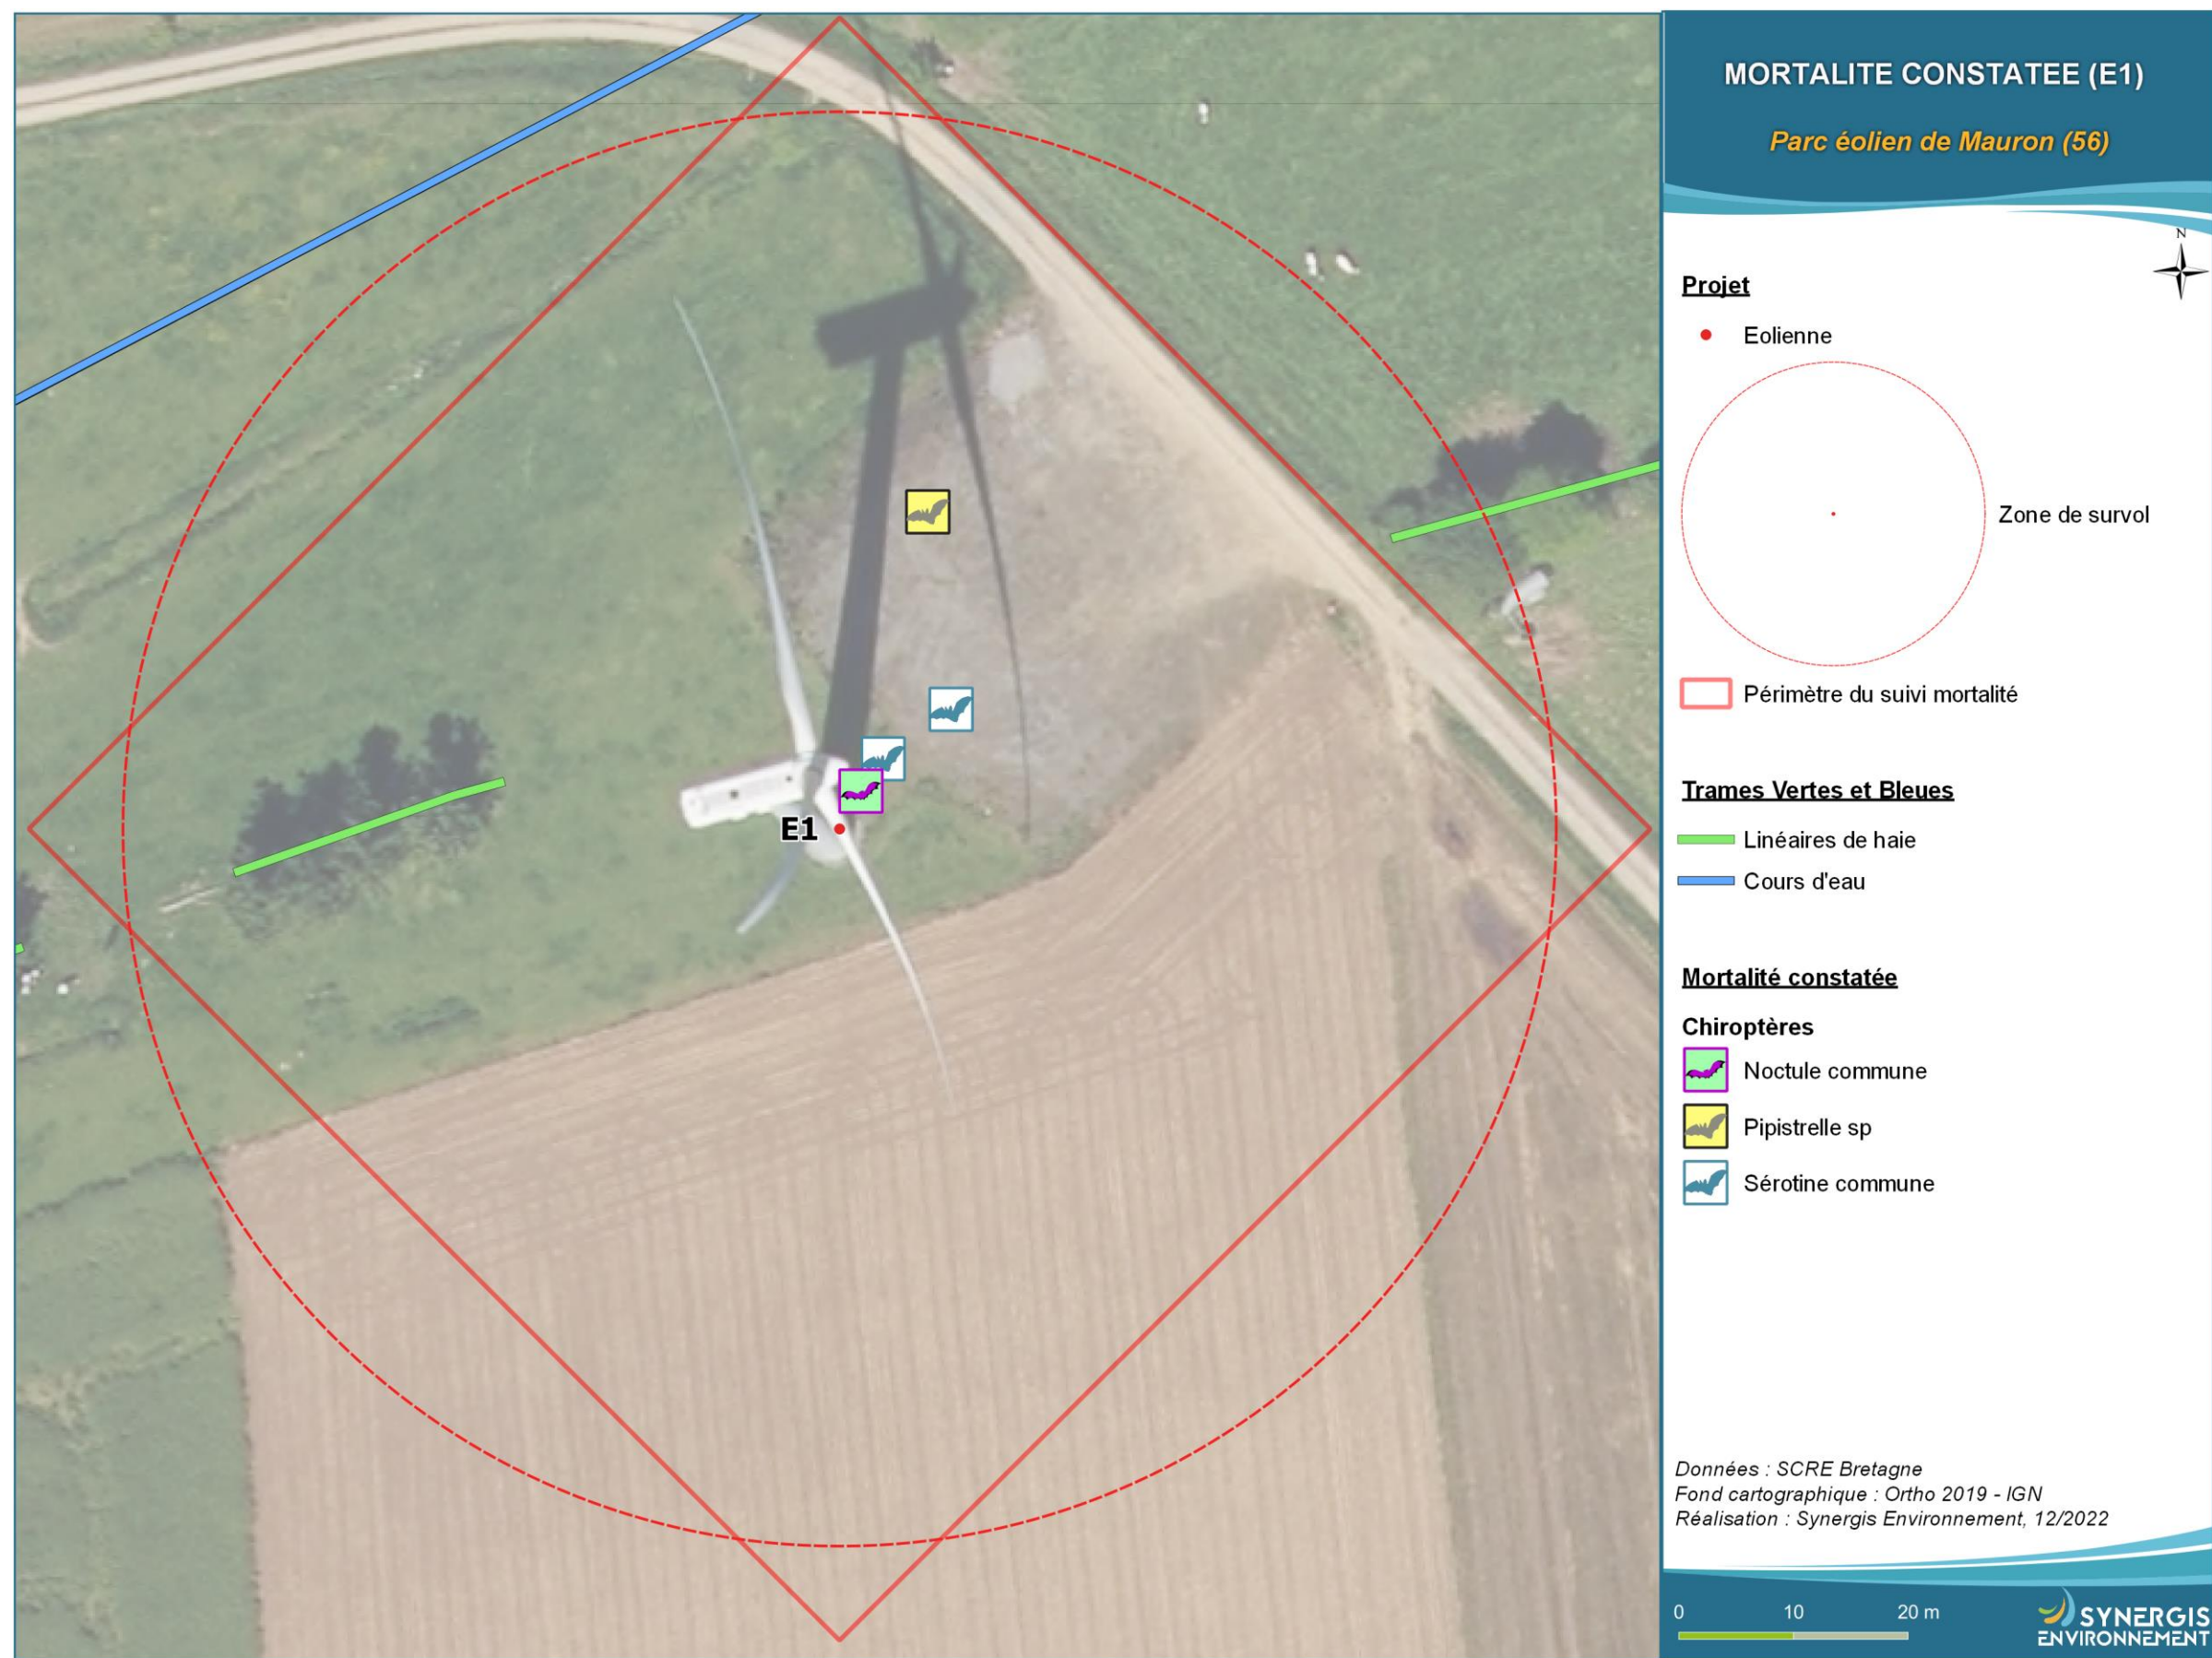 MORTALITE CONSTATEE (E1)
Parc éolien de Mauron (56)
N
Projet
Eolienne
Zone de survol
Périmètre du suivi mortalité
Trames Vertes et Bleues
Linéaires de haie
Cours d'eau
Mortalité constatée
Chiroptères
Noctule commune
Pipistrelle sp
Sérotine commune
E1
Données : SCRE Bretagne
Fond cartographique : Ortho 2019 - IGN
Réalisation : Synergis Environnement, 12/2022
0 10 20 m
SYNERGIS
ENVIRONNEMENT